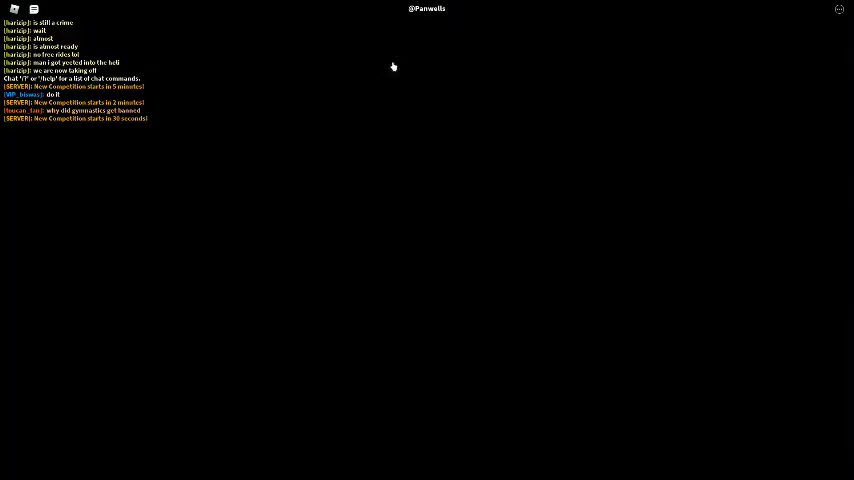 @Panwells
[harizip]: is still a crime
[harizip]: wait
[harizip]: almost
[harizip]: is almost ready
[harizip]: no free rides lol
[harizip]: man i got yeeted into the heli
[harizip]: we are now taking off
Chat '/?' or '/help' for a list of chat commands.
[SERVER]: New Competition starts in 5 minutes!
[VIP_biswas]: do it
[SERVER]: New Competition starts in 2 minutes!
[toucan_fan]: why did gymnastics get banned
[SERVER]: New Competition starts in 30 seconds!